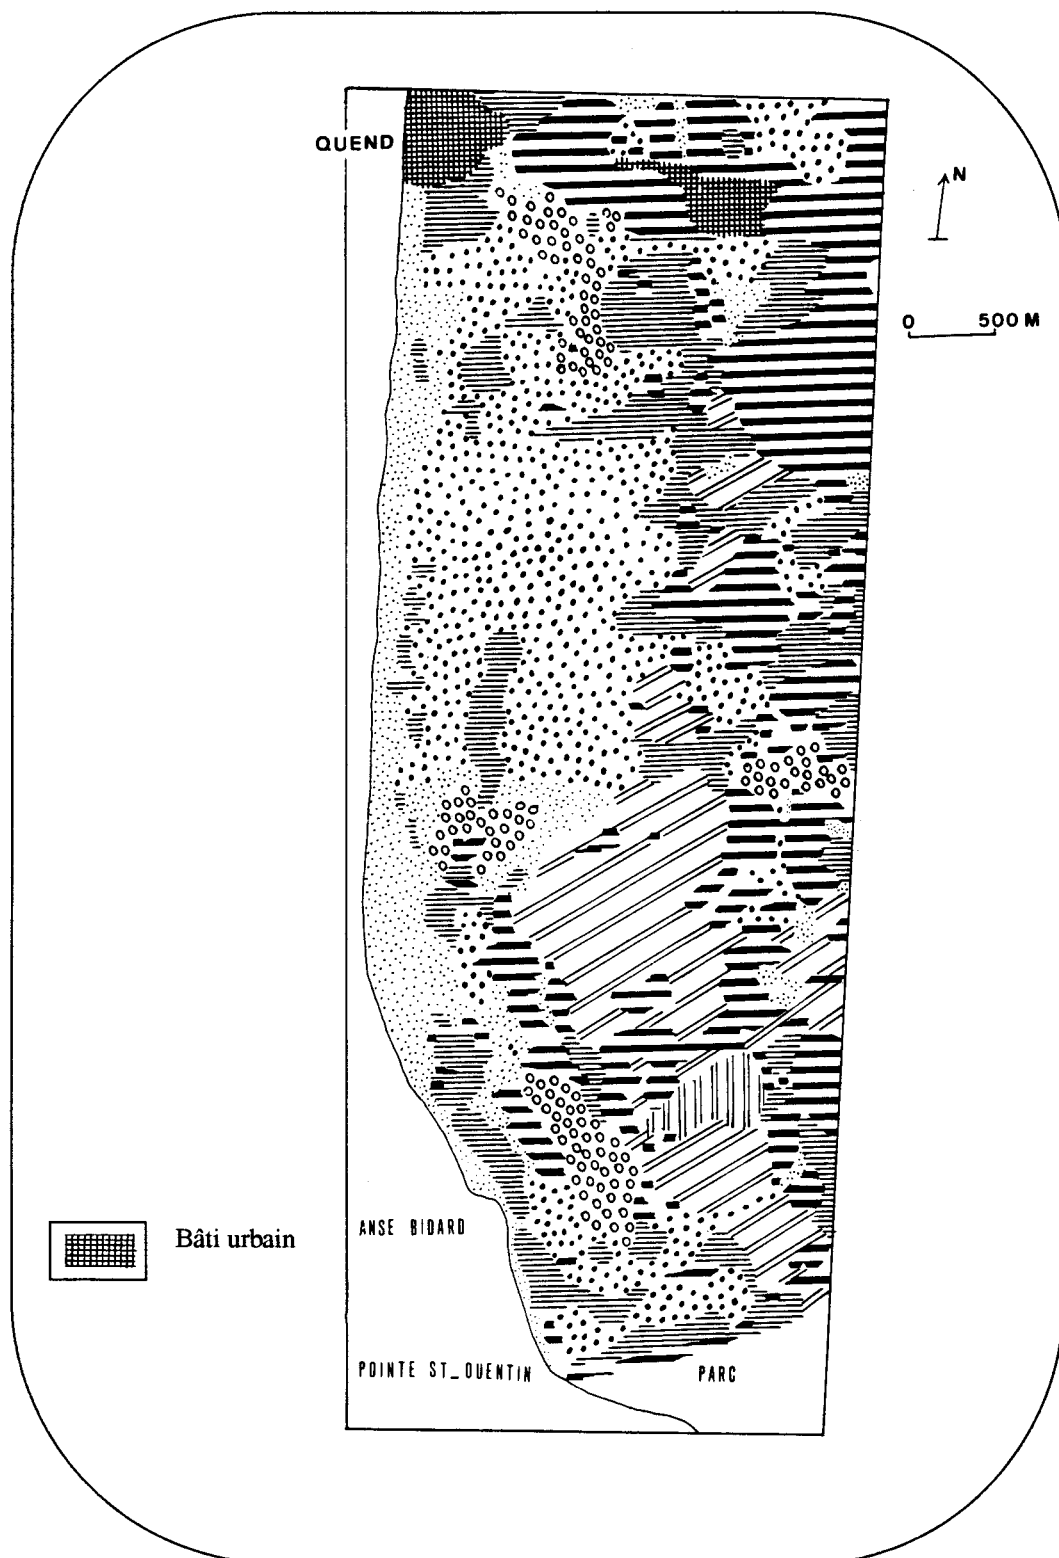 QUEND
N
0 500 M
ANSE BIDARD
Bâti urbain
POINTE ST_QUENTIN
PARC